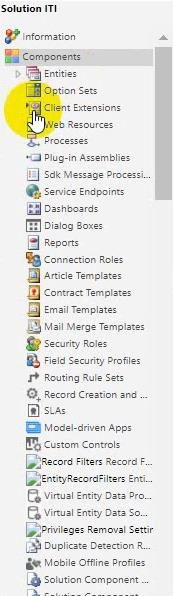 Solution ITI
Information
Components
Entities
Option Sets
Client Extensions
Web Resources
Processes
Plug-in Assemblies
Sdk Message Processi...
Service Endpoints
Dashboards
Dialog Boxes
Reports
Connection Roles
Article Templates
Contract Templates
Email Templates
Mail Merge Templates
Security Roles
Field Security Profiles
Routing Rule Sets
Record Creation and ...
SLAs
Model-driven Apps
Custom Controls
Record Filters Record F...
EntityRecordFilters Enti...
Virtual Entity Data Pro...
Virtual Entity Data So...
Privileges Removal Settin
Duplicate Detection R...
Mobile Offline Profiles
Solution Component ...
Solution Component ...